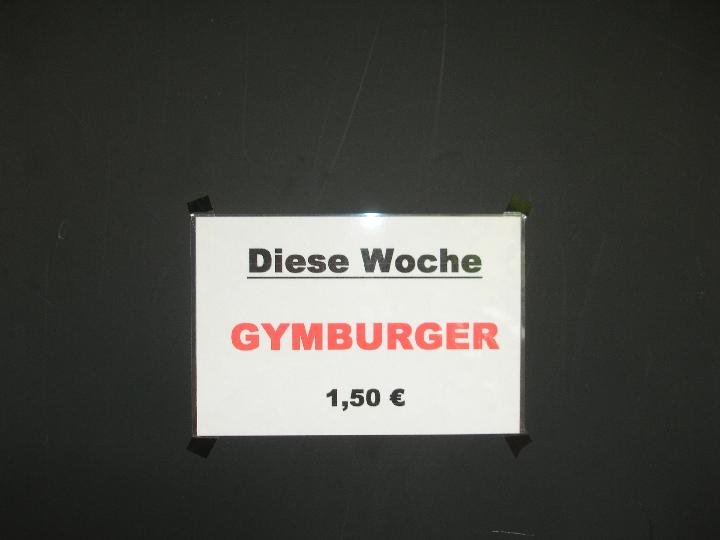 Diese Woche
GYMBURGER
1,50 €